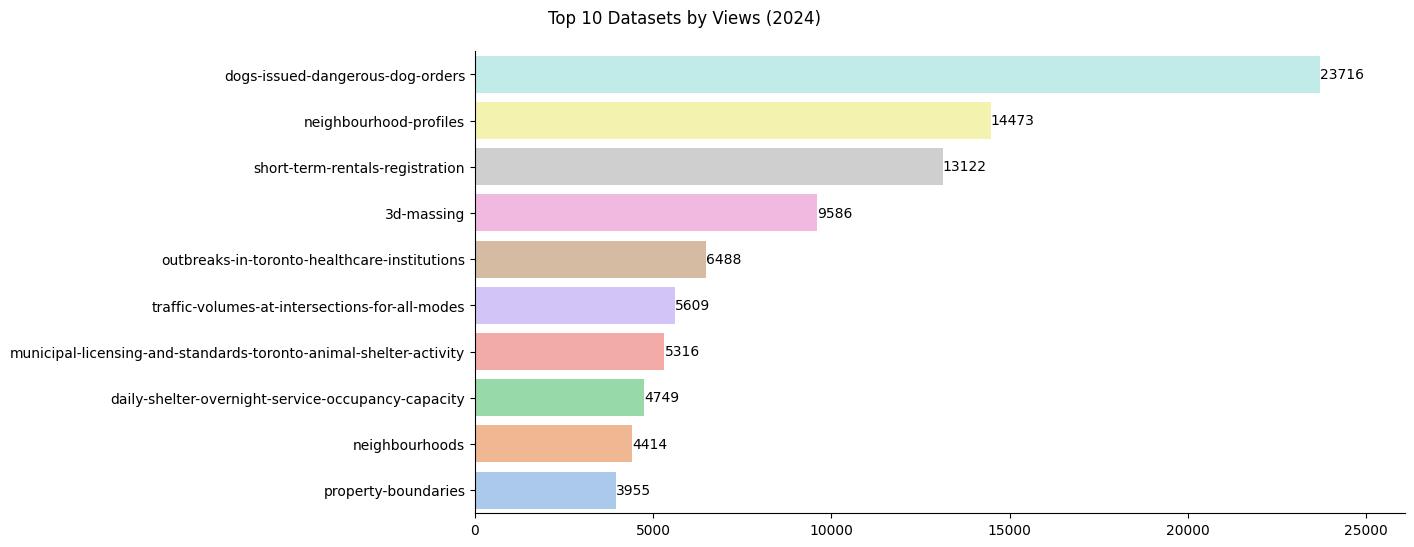 Top 10 Datasets by Views (2024)
dogs-issued-dangerous-dog-orders 23716
neighbourhood-profiles 14473
short-term-rentals-registration 13122
3d-massing 9586
outbreaks-in-toronto-healthcare-institutions 6488
traffic-volumes-at-intersections-for-all-modes 5609
municipal-licensing-and-standards-toronto-animal-shelter-activity 5316
daily-shelter-overnight-service-occupancy-capacity 4749
neighbourhoods 4414
property-boundaries 3955
0 5000 10000 15000 20000 25000